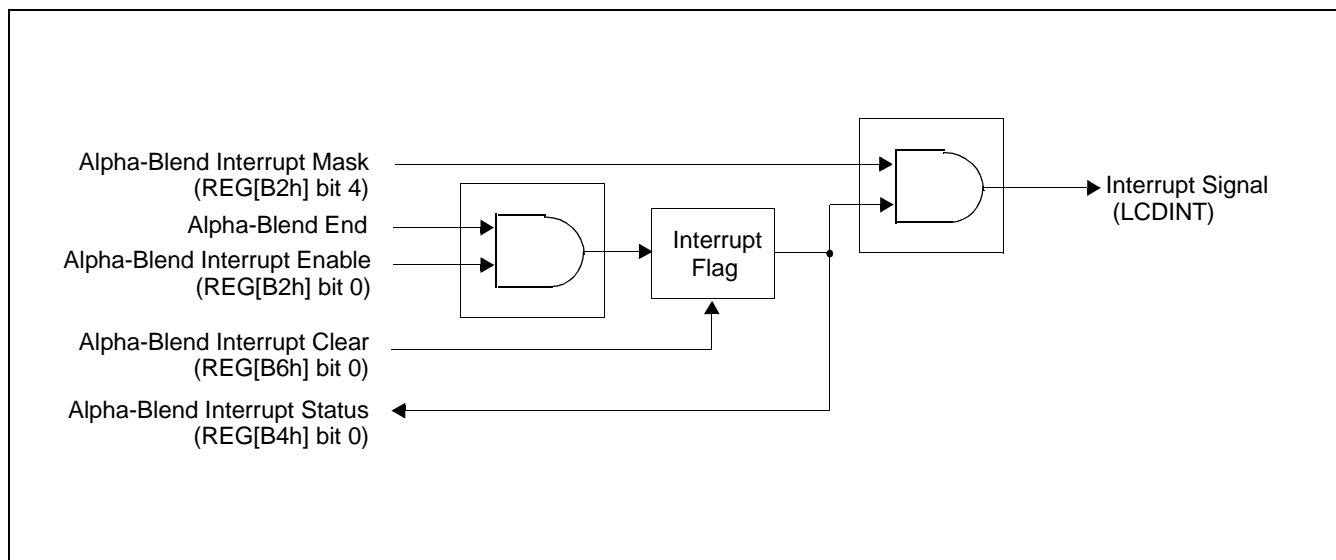 Alpha-Blend Interrupt Mask
(REG[B2h] bit 4)
Alpha-Blend End
Alpha-Blend Interrupt Enable
(REG[B2h] bit 0)
Alpha-Blend Interrupt Clear
(REG[B6h] bit 0)
Alpha-Blend Interrupt Status
(REG[B4h] bit 0)
Interrupt
Flag
Interrupt Signal
(LCDINT)